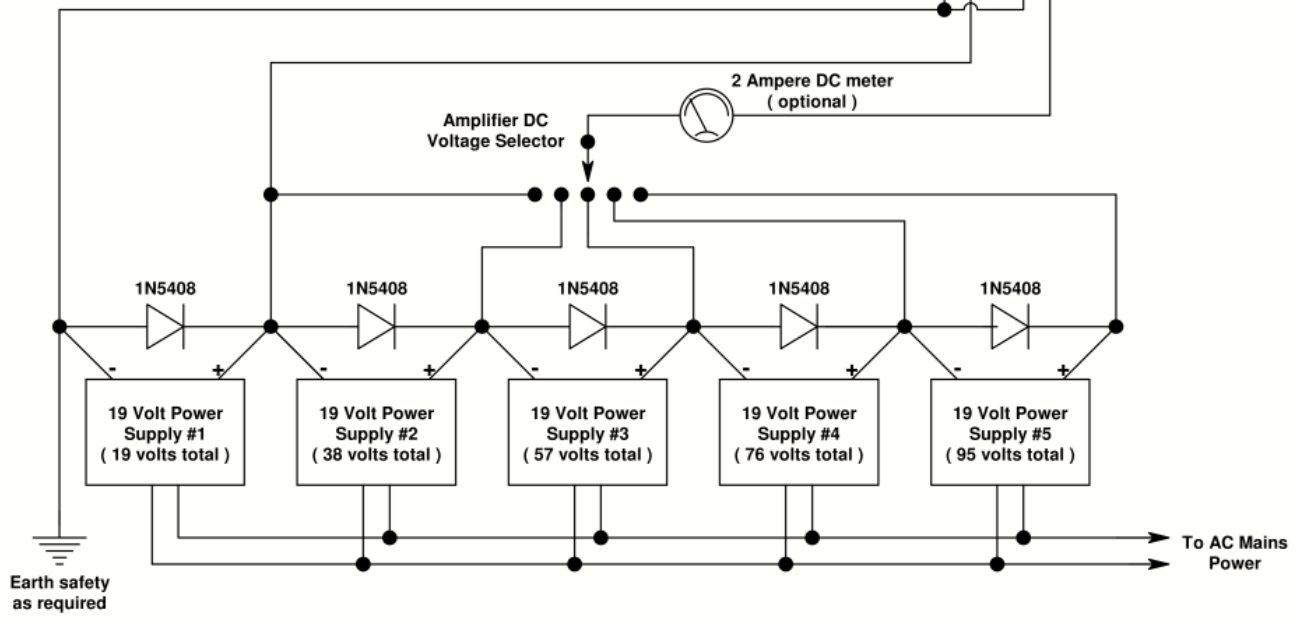 2 Ampere DC meter
( optional )
Amplifier DC
Voltage Selector
1N5408
1N5408
1N5408
1N5408
1N5408
- +
- +
- +
- +
- +
19 Volt Power
Supply #1
( 19 volts total )
19 Volt Power
Supply #2
( 38 volts total )
19 Volt Power
Supply #3
( 57 volts total )
19 Volt Power
Supply #4
( 76 volts total )
19 Volt Power
Supply #5
( 95 volts total )
To AC Mains
Power
Earth safety
as required